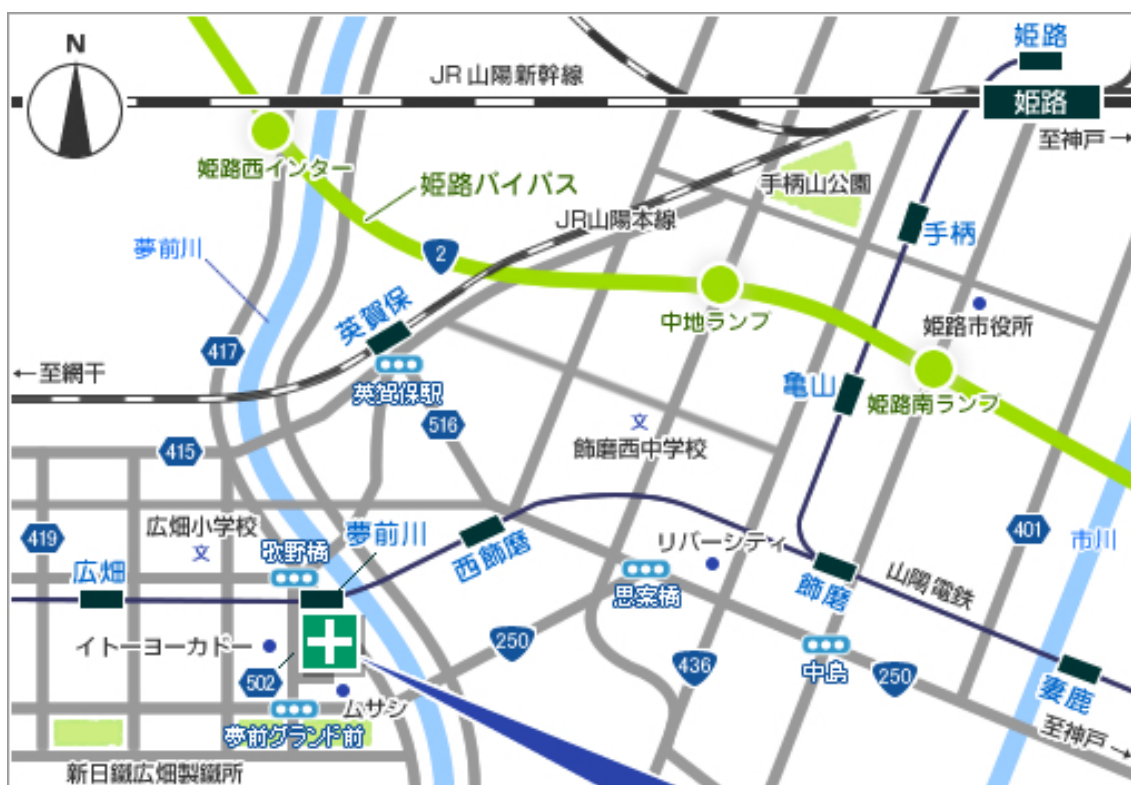 N
JR山陽新幹線
姫路
姫路
至神戸→
姫路西インター
姫路バイパス
手柄山公園
JR山陽本線
手柄
夢前川
2
英賀保
中地ランプ
姫路市役所
417
←至網干
英賀保駅
亀山
姫路南ランプ
516
文
飾磨西中学校
415
419
広畑小学校
文
歌野橋
夢前川
西飾磨
リバーシティ
401
市川
広畑
思案橋
飾磨
山陽電鉄
イトーヨーカドー
250
436
中島
250
妻鹿
502
ムサシ
夢前グランド前
至神戸→
新日鐵広畑製鐵所